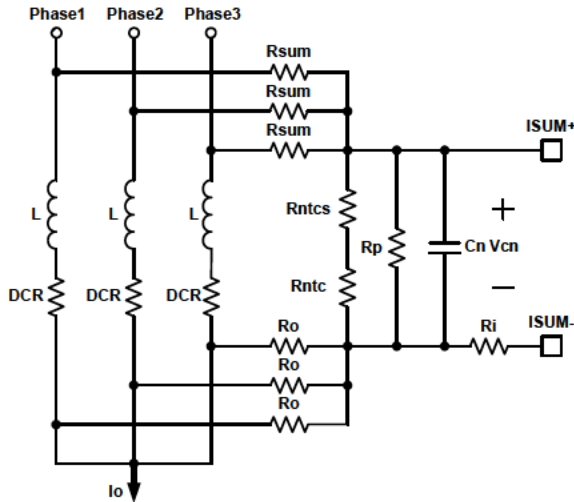 Phase1 Phase2 Phase3
Rsum
Rsum
Rsum
ISUM+
L L L
Rntcs
+
Rp
Cn Vcn
DCR DCR DCR
Rntc
−
Ro
Ri
ISUM-
Ro
Ro
Io